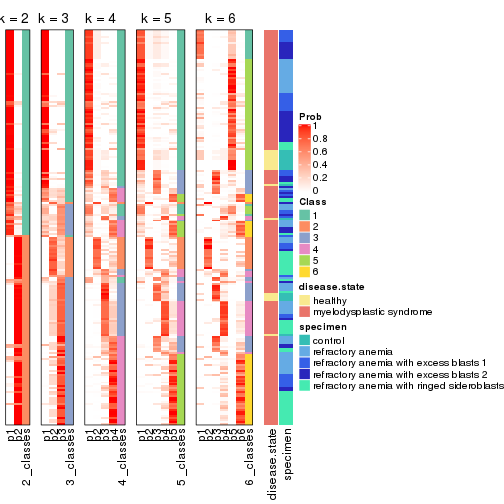 k = 2 k = 3 k = 4 k = 5 k = 6
Prob
1
0.8
0.6
0.4
0.2
0
Class
1
2
3
4
5
6
disease.state
healthy
myelodysplastic syndrome
specimen
control
refractory anemia
refractory anemia with excess blasts 1
refractory anemia with excess blasts 2
refractory anemia with ringed sideroblasts
p1 p2 2_classes p1 p2 p3 3_classes p1 p2 p3 p4 4_classes p1 p2 p3 p4 p5 5_classes p1 p2 p3 p4 p5 p6 6_classes disease.state specimen